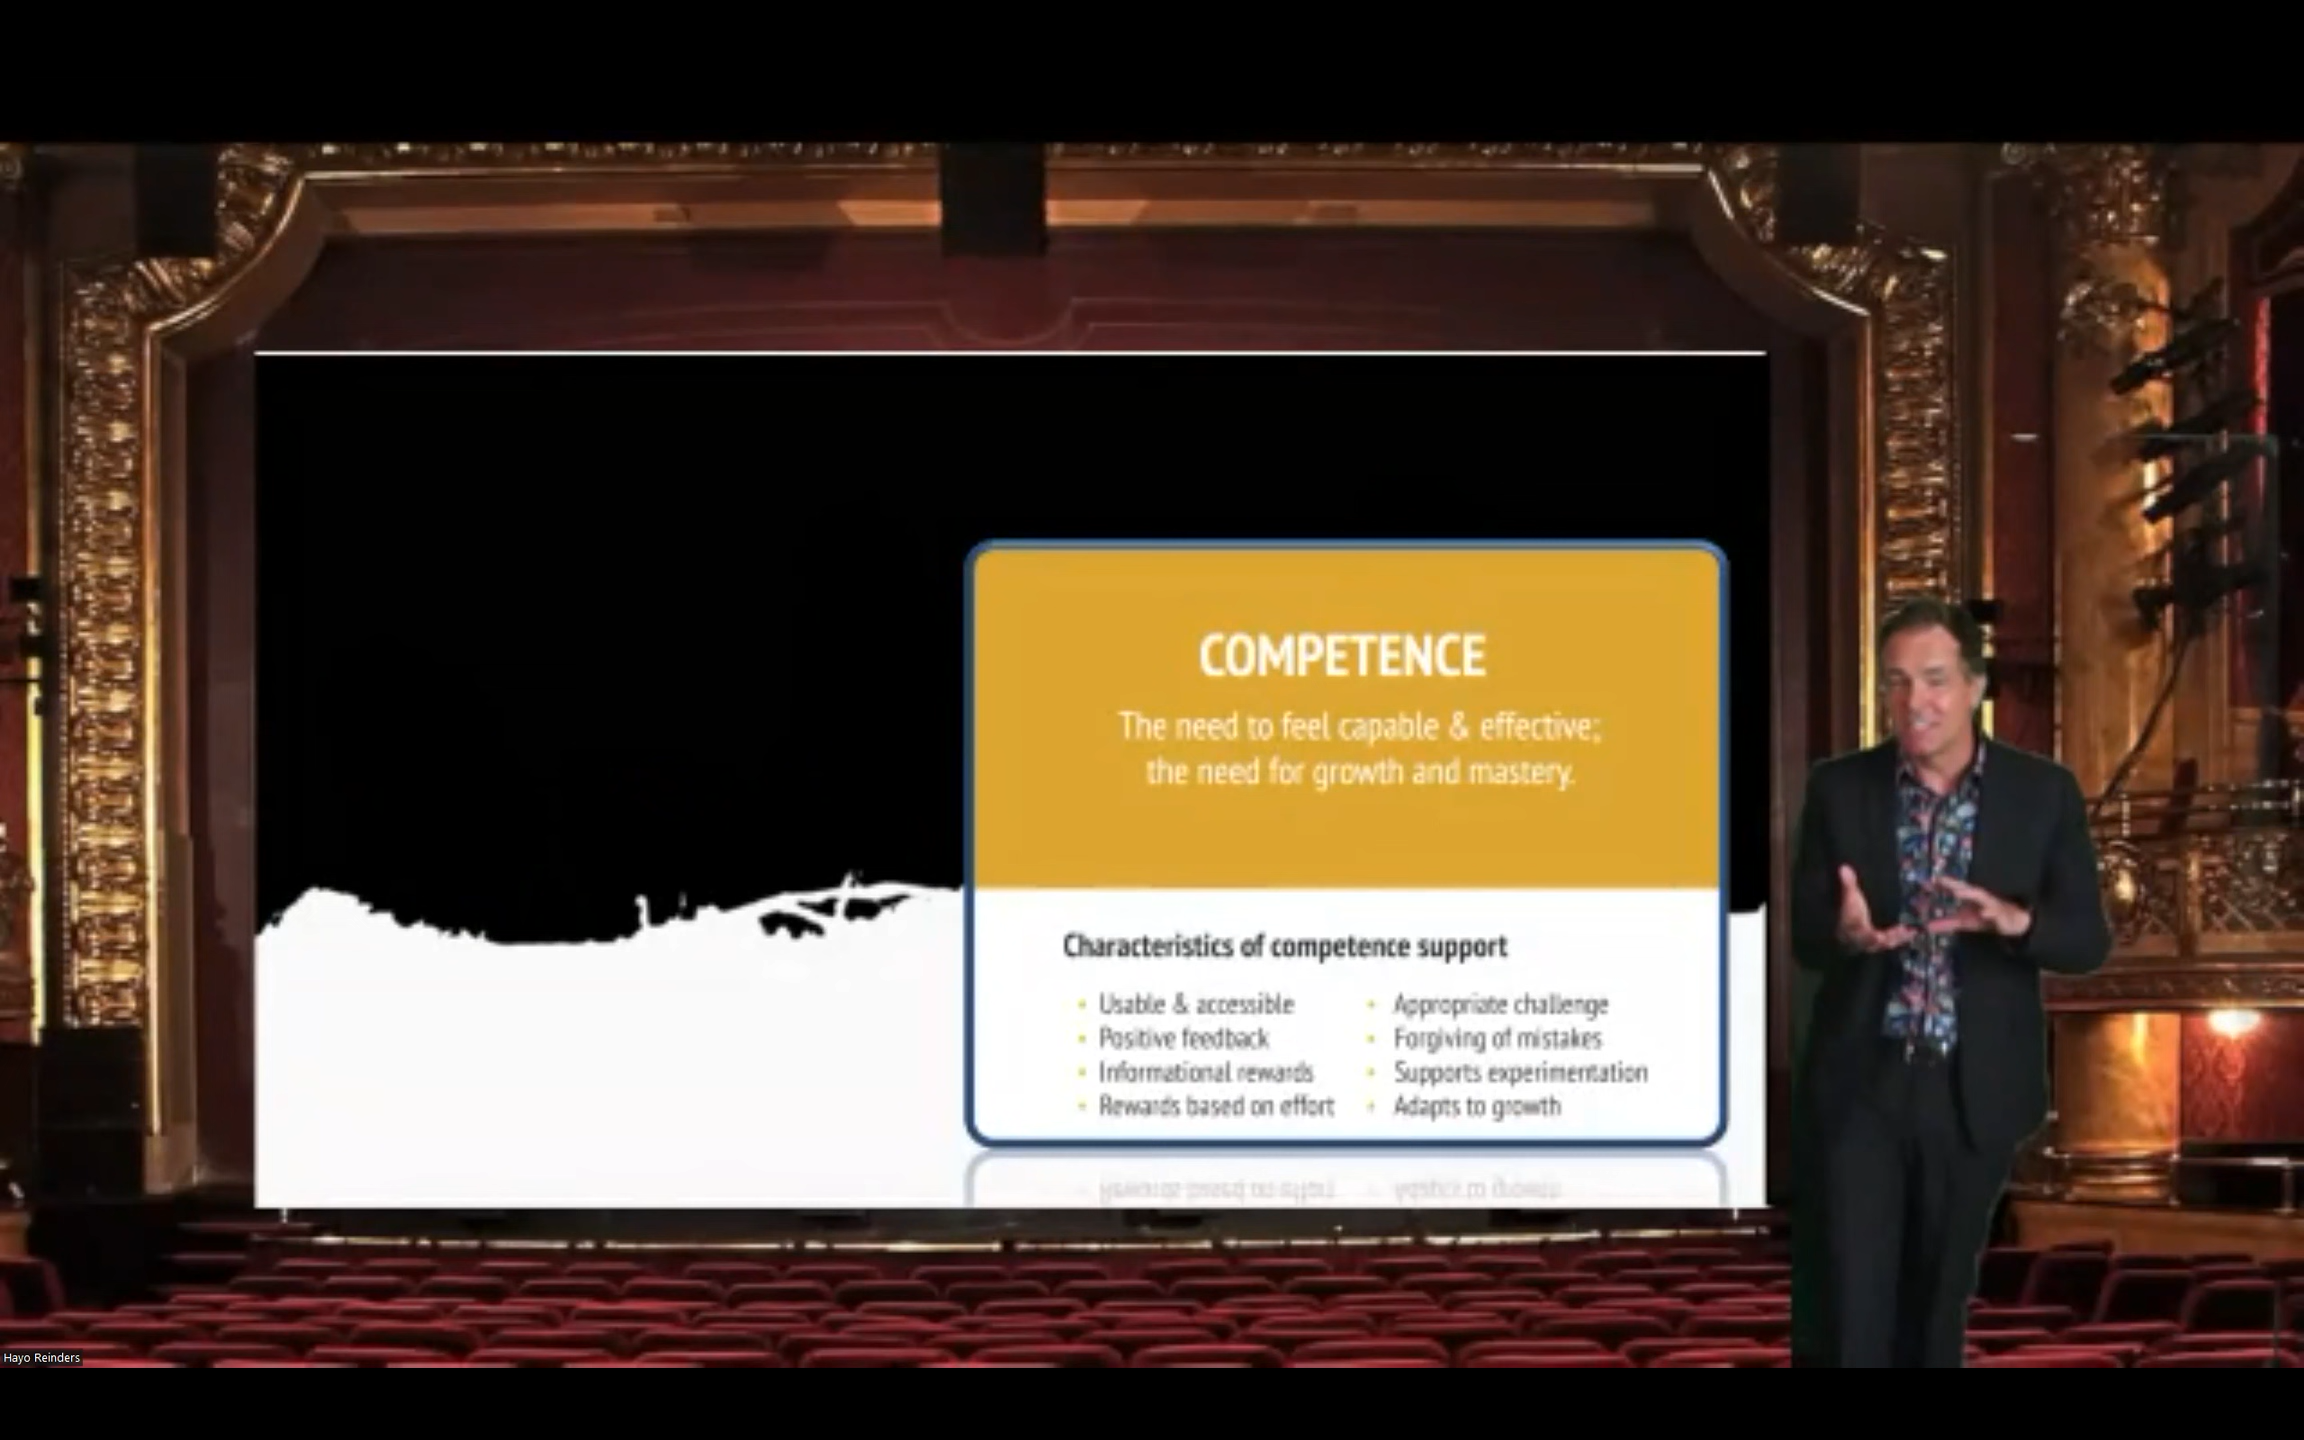 COMPETENCE
The need to feel capable & effective;
the need for growth and mastery.
Characteristics of competence support
• Usable & accessible
• Positive feedback
• Informational rewards
• Rewards based on effort
• Appropriate challenge
• Forgiving of mistakes
• Supports experimentation
• Adapts to growth
Hayo Reinders